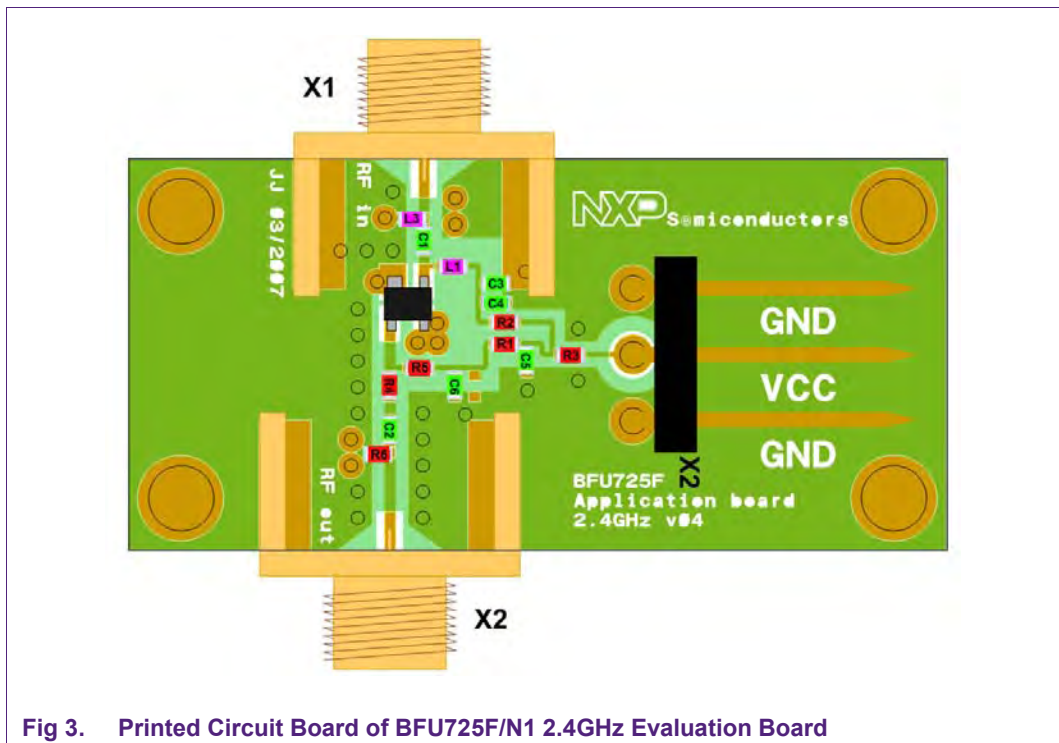 X1
RF in
JJ 03/2007
NXP Semiconductors
L3
C1
L1
C3
C4
R2
R1
C5
R3
R5
R4
C6
C2
R6
GND
VCC
GND
X2
BFU725F
Application board
2.4GHz v04
RF out
X2
Fig 3. Printed Circuit Board of BFU725F/N1 2.4GHz Evaluation Board